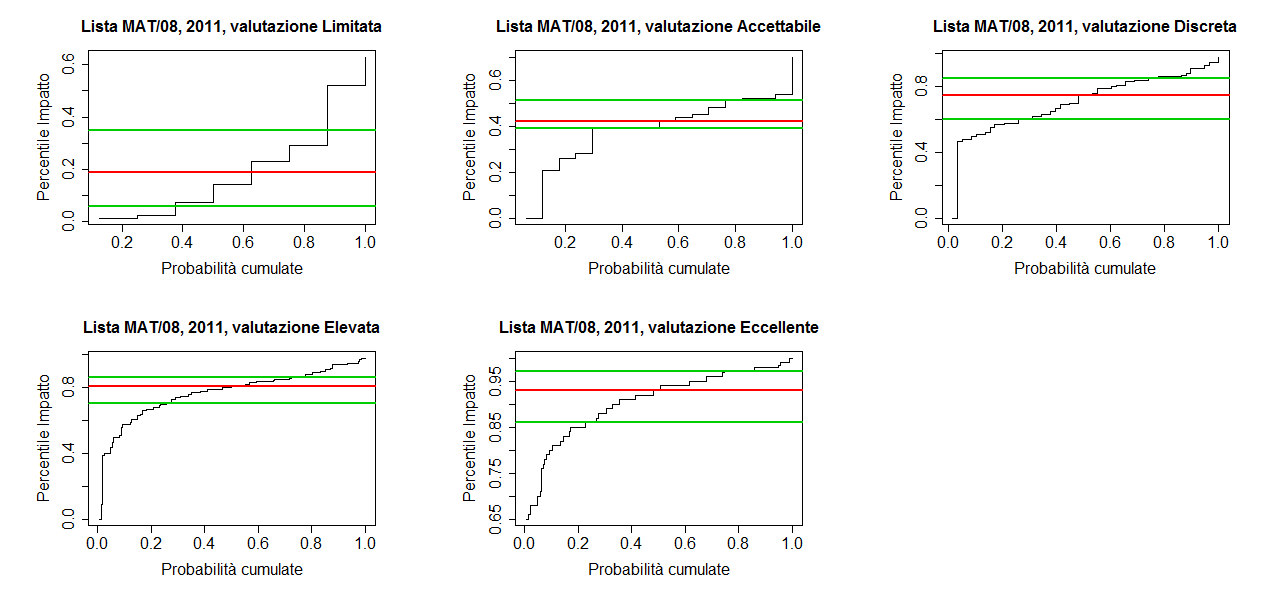 Lista MAT/08, 2011, valutazione Limitata
Percentile Impatto
0.0 0.2 0.4 0.6
0.2 0.4 0.6 0.8 1.0
Probabilità cumulate
Lista MAT/08, 2011, valutazione Accettabile
Percentile Impatto
0.0 0.2 0.4 0.6
0.2 0.4 0.6 0.8 1.0
Probabilità cumulate
Lista MAT/08, 2011, valutazione Discreta
Percentile Impatto
0.0 0.4 0.8
0.0 0.2 0.4 0.6 0.8 1.0
Probabilità cumulate
Lista MAT/08, 2011, valutazione Elevata
Percentile Impatto
0.0 0.4 0.8
0.0 0.2 0.4 0.6 0.8 1.0
Probabilità cumulate
Lista MAT/08, 2011, valutazione Eccellente
Percentile Impatto
0.65 0.75 0.85 0.95
0.0 0.2 0.4 0.6 0.8 1.0
Probabilità cumulate